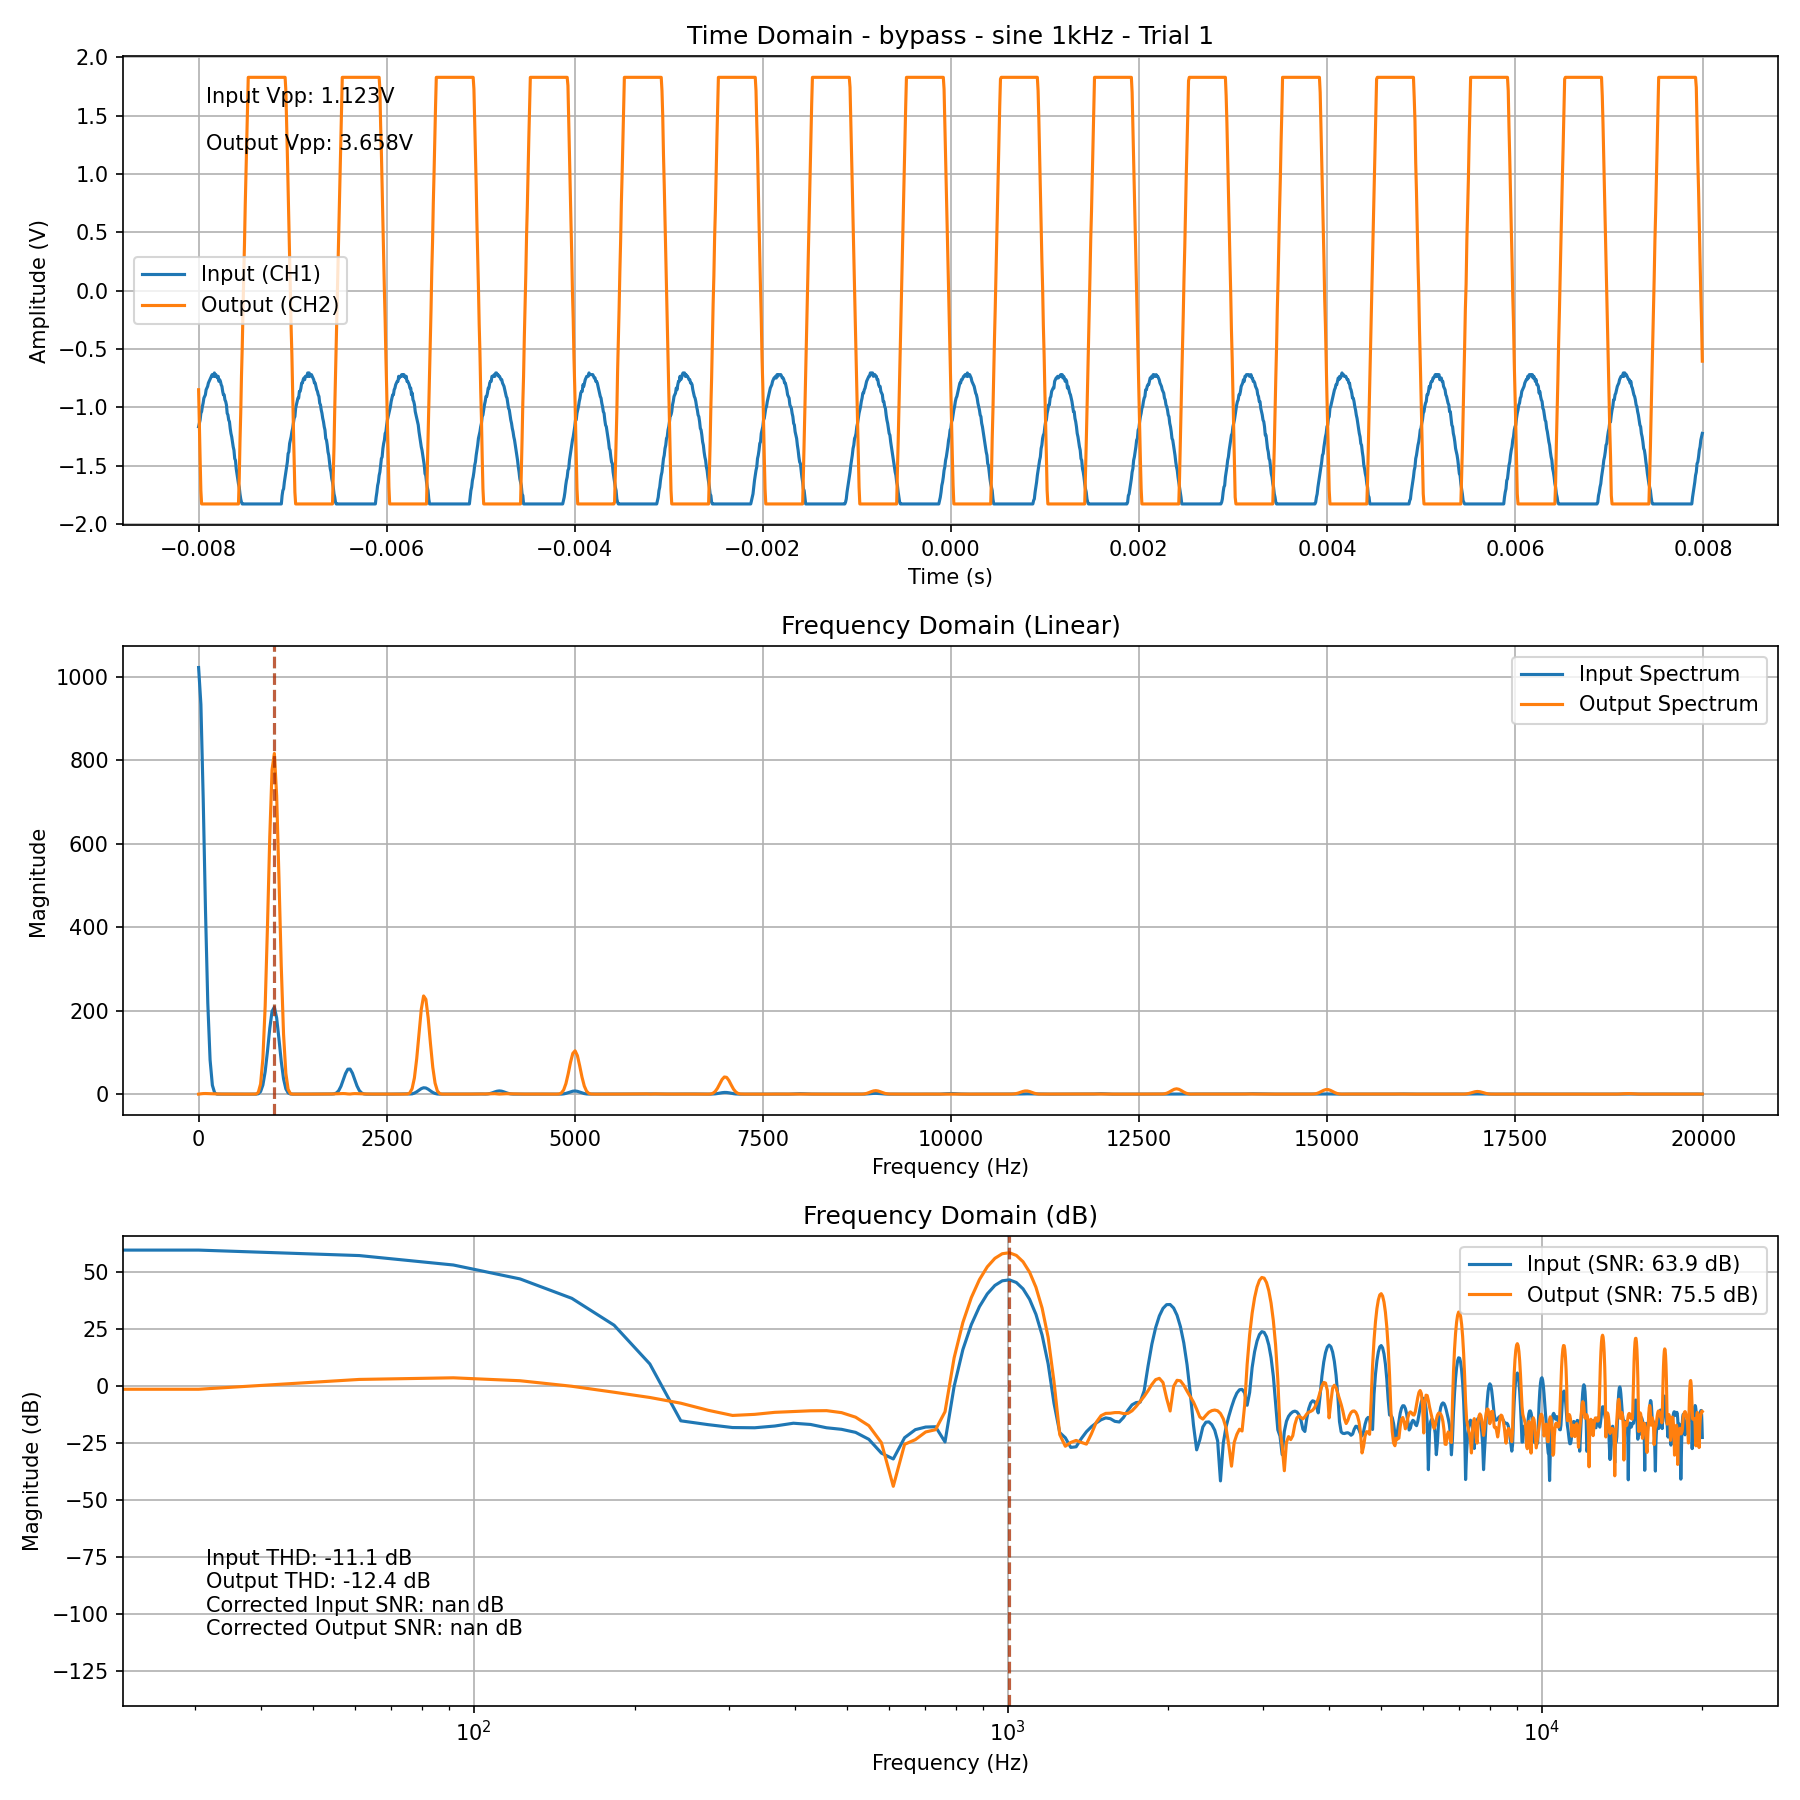 Time Domain - bypass - sine 1kHz - Trial 1
Amplitude (V)
2.0
1.5
1.0
0.5
0.0
−0.5
−1.0
−1.5
−2.0
Input Vpp: 1.123V
Output Vpp: 3.658V
Input (CH1)
Output (CH2)
−0.008 −0.006 −0.004 −0.002 0.000 0.002 0.004 0.006 0.008
Time (s)
Frequency Domain (Linear)
Magnitude
1000
800
600
400
200
0
Input Spectrum
Output Spectrum
0 2500 5000 7500 10000 12500 15000 17500 20000
Frequency (Hz)
Frequency Domain (dB)
Magnitude (dB)
50
25
0
−25
−50
−75
−100
−125
Input (SNR: 63.9 dB)
Output (SNR: 75.5 dB)
Input THD: -11.1 dB
Output THD: -12.4 dB
Corrected Input SNR: nan dB
Corrected Output SNR: nan dB
10² 10³ 10⁴
Frequency (Hz)